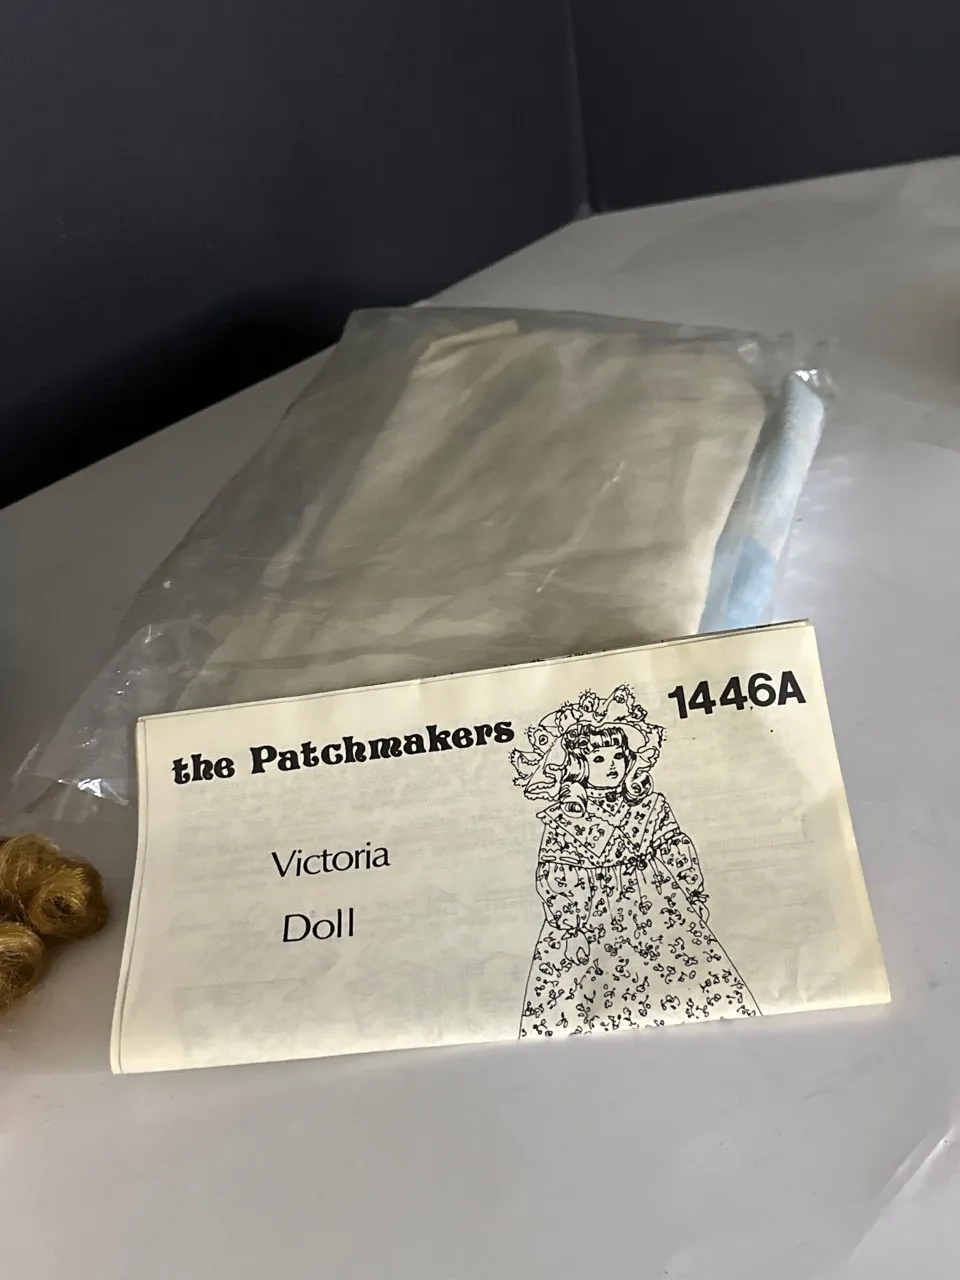 the Patchmakers
1446A
Victoria
Doll